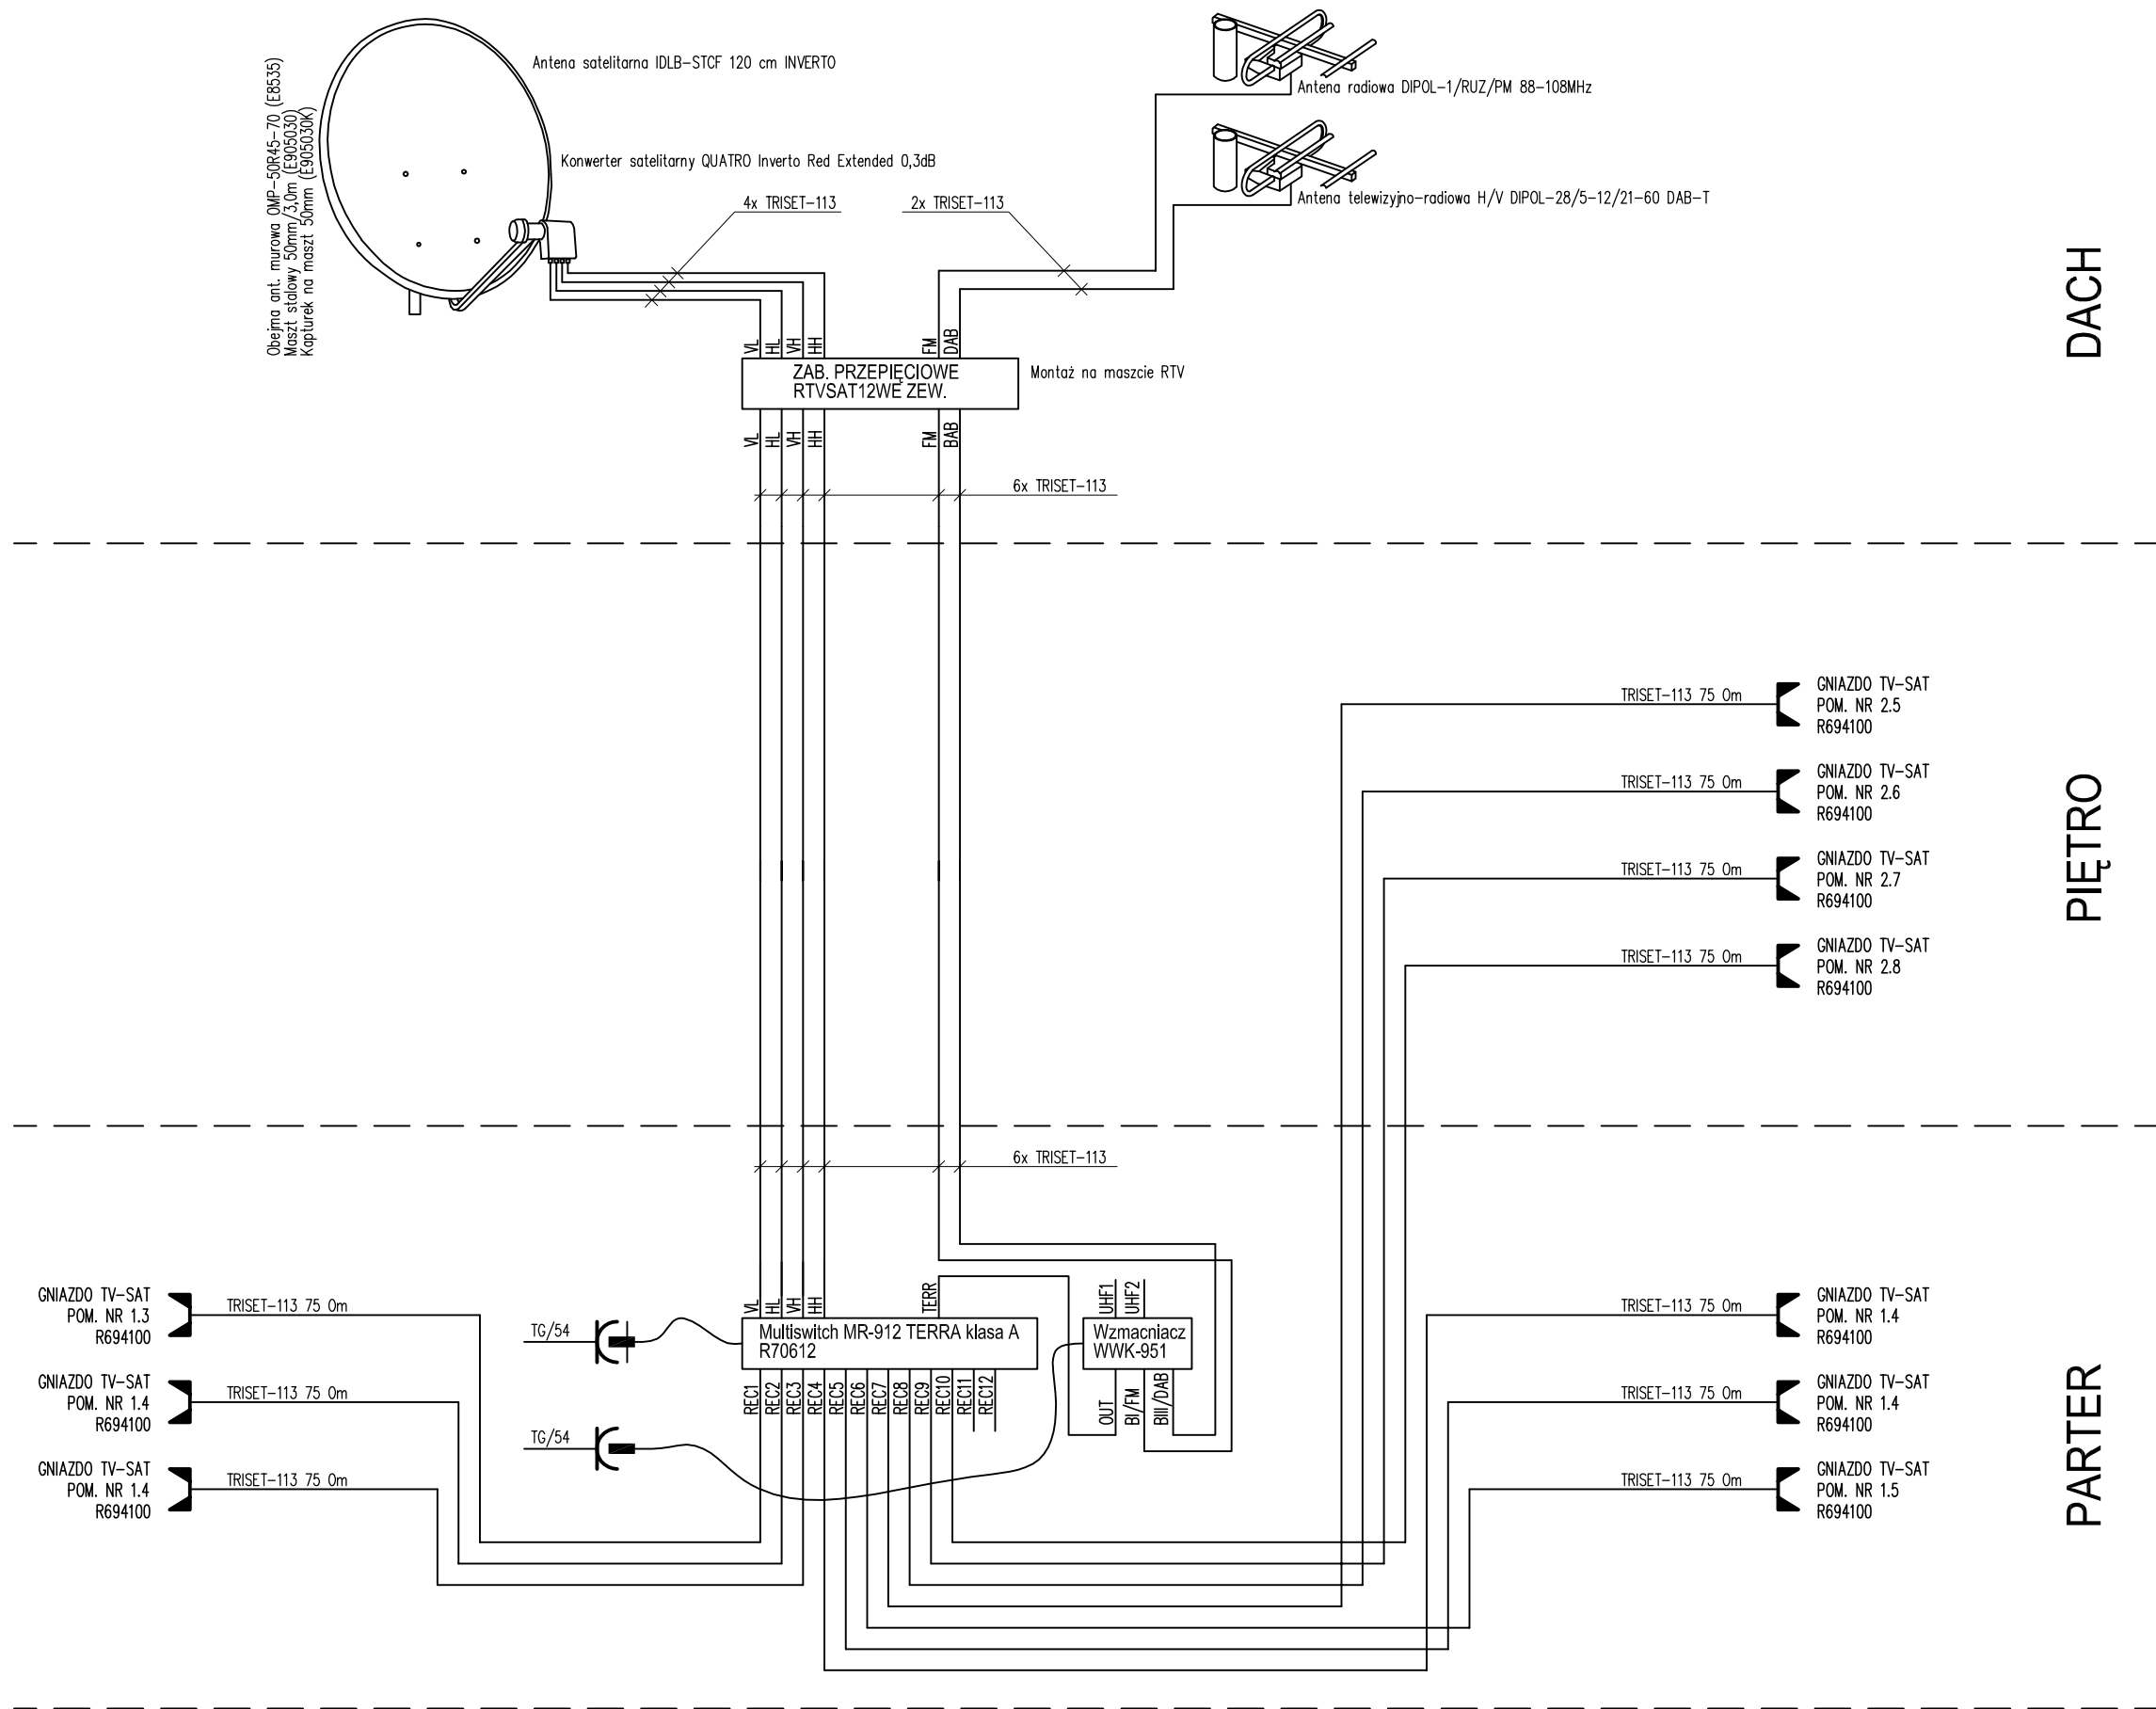 Antena satelitarna IDLB-STCF 120 cm INVERTO
Antena radiowa DIPOL-1/RUZ/PM 88-108MHz
Obejma ant. murowa OMP-50R45-70 (E8535)
Maszt stalowy 50mm/3,0m (E905030)
Kapturek na maszt 50mm (E905030K)
Konwerter satelitarny QUATRO Inverto Red Extended 0,3dB
4x TRISET-113
2x TRISET-113
Antena telewizyjno-radiowa H/V DIPOL-28/5-12/21-60 DAB-T
DACH
VL
HL
VH
HH
FM
DAB
ZAB. PRZEPIĘCIOWE
RTVSAT12WE ZEW.
Montaż na maszcie RTV
VL
HL
VH
HH
FM
BAB
6x TRISET-113
PIĘTRO
TRISET-113 75 Om
GNIAZDO TV-SAT
POM. NR 2.5
R694100
TRISET-113 75 Om
GNIAZDO TV-SAT
POM. NR 2.6
R694100
TRISET-113 75 Om
GNIAZDO TV-SAT
POM. NR 2.7
R694100
TRISET-113 75 Om
GNIAZDO TV-SAT
POM. NR 2.8
R694100
6x TRISET-113
PARTER
GNIAZDO TV-SAT
POM. NR 1.3
R694100
TRISET-113 75 Om
GNIAZDO TV-SAT
POM. NR 1.4
R694100
TRISET-113 75 Om
GNIAZDO TV-SAT
POM. NR 1.4
R694100
TRISET-113 75 Om
TG/54
TG/54
VL
HL
VH
HH
TERR
Multiswitch MR-912 TERRA klasa A
R70612
REC1
REC2
REC3
REC4
REC5
REC6
REC7
REC8
REC9
REC10
REC11
REC12
UHF1
UHF2
Wzmacniacz
WWK-951
OUT
BI/FM
BIII/DAB
TRISET-113 75 Om
GNIAZDO TV-SAT
POM. NR 1.4
R694100
TRISET-113 75 Om
GNIAZDO TV-SAT
POM. NR 1.4
R694100
TRISET-113 75 Om
GNIAZDO TV-SAT
POM. NR 1.5
R694100